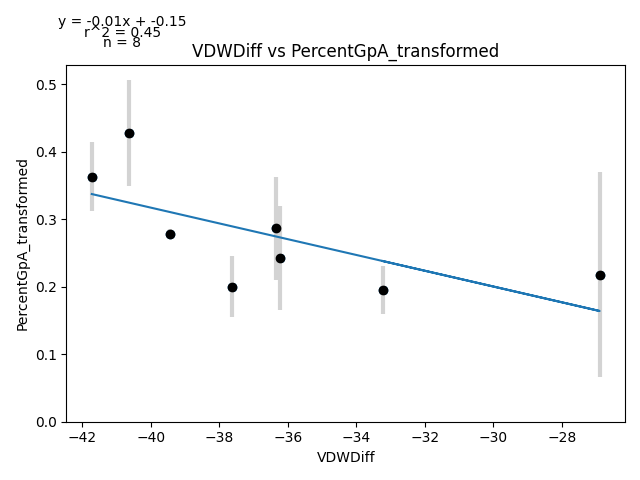 y = -0.01x + -0.15
r^2 = 0.45
n = 8
VDWDiff vs PercentGpA_transformed
PercentGpA_transformed
0.5
0.4
0.3
0.2
0.1
0.0
−42 −40 −38 −36 −34 −32 −30 −28
VDWDiff